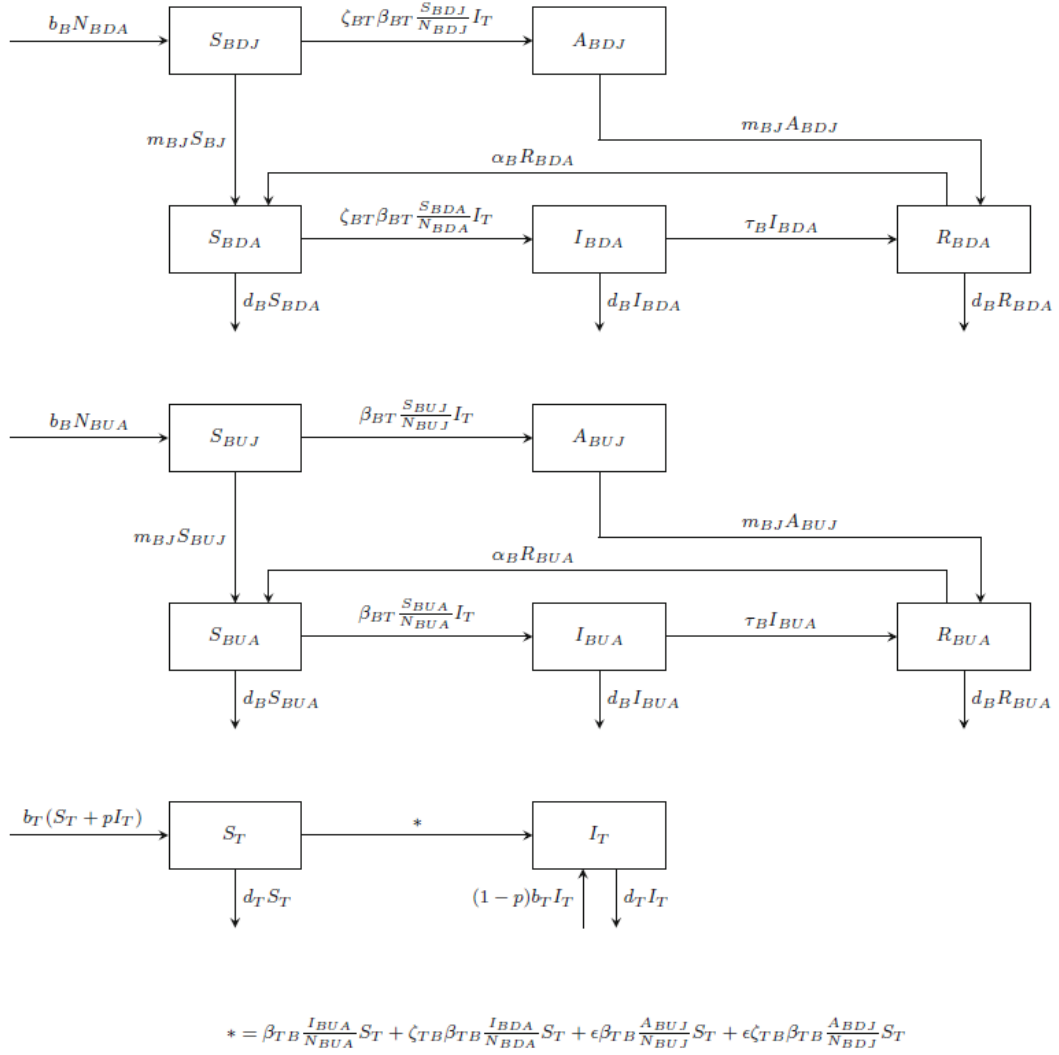 b_B N_{BDA}
S_{BDJ}
ζ_{BT} β_{BT} \frac{S_{BDJ}}{N_{BDJ}} I_T
A_{BDJ}
m_{BJ} S_{BJ}
m_{BJ} A_{BDJ}
α_B R_{BDA}
S_{BDA}
ζ_{BT} β_{BT} \frac{S_{BDA}}{N_{BDA}} I_T
I_{BDA}
τ_B I_{BDA}
R_{BDA}
d_B S_{BDA}
d_B I_{BDA}
d_B R_{BDA}
b_B N_{BUA}
S_{BUJ}
β_{BT} \frac{S_{BUJ}}{N_{BUJ}} I_T
A_{BUJ}
m_{BJ} S_{BUJ}
m_{BJ} A_{BUJ}
α_B R_{BUA}
S_{BUA}
β_{BT} \frac{S_{BUA}}{N_{BUA}} I_T
I_{BUA}
τ_B I_{BUA}
R_{BUA}
d_B S_{BUA}
d_B I_{BUA}
d_B R_{BUA}
b_T (S_T + p I_T)
S_T
*
I_T
d_T S_T
(1 − p) b_T I_T
d_T I_T
* = β_{TB} \frac{I_{BUA}}{N_{BUA}} S_T + ζ_{TB} β_{TB} \frac{I_{BDA}}{N_{BDA}} S_T + ϵ β_{TB} \frac{A_{BUJ}}{N_{BUJ}} S_T + ϵ ζ_{TB} β_{TB} \frac{A_{BDJ}}{N_{BDJ}} S_T